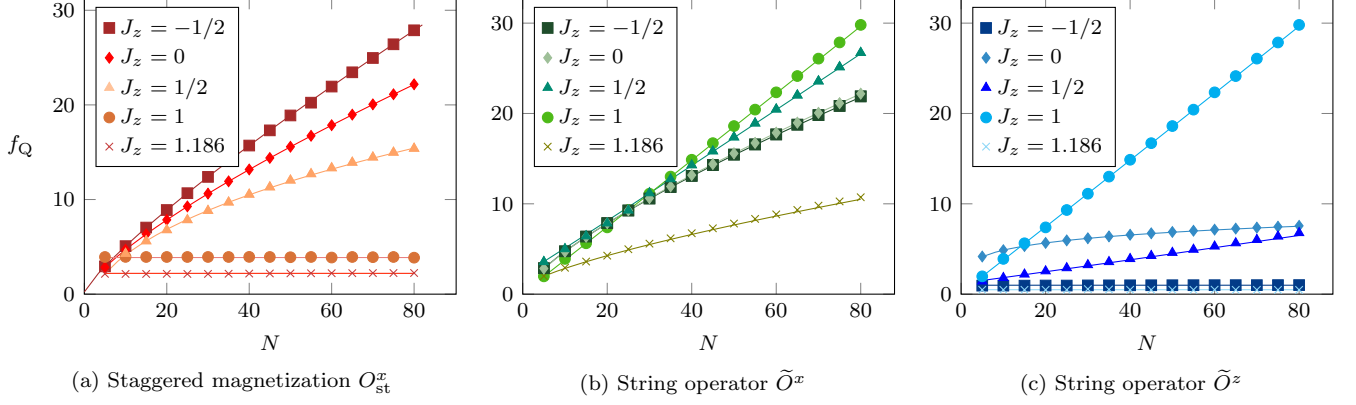 f_Q
30
20
10
0
0 20 40 60 80
N
J_z = −1/2
J_z = 0
J_z = 1/2
J_z = 1
J_z = 1.186
(a) Staggered magnetization O^x_st
30
20
10
0
0 20 40 60 80
N
J_z = −1/2
J_z = 0
J_z = 1/2
J_z = 1
J_z = 1.186
(b) String operator Õ^x
30
20
10
0
0 20 40 60 80
N
J_z = −1/2
J_z = 0
J_z = 1/2
J_z = 1
J_z = 1.186
(c) String operator Õ^z